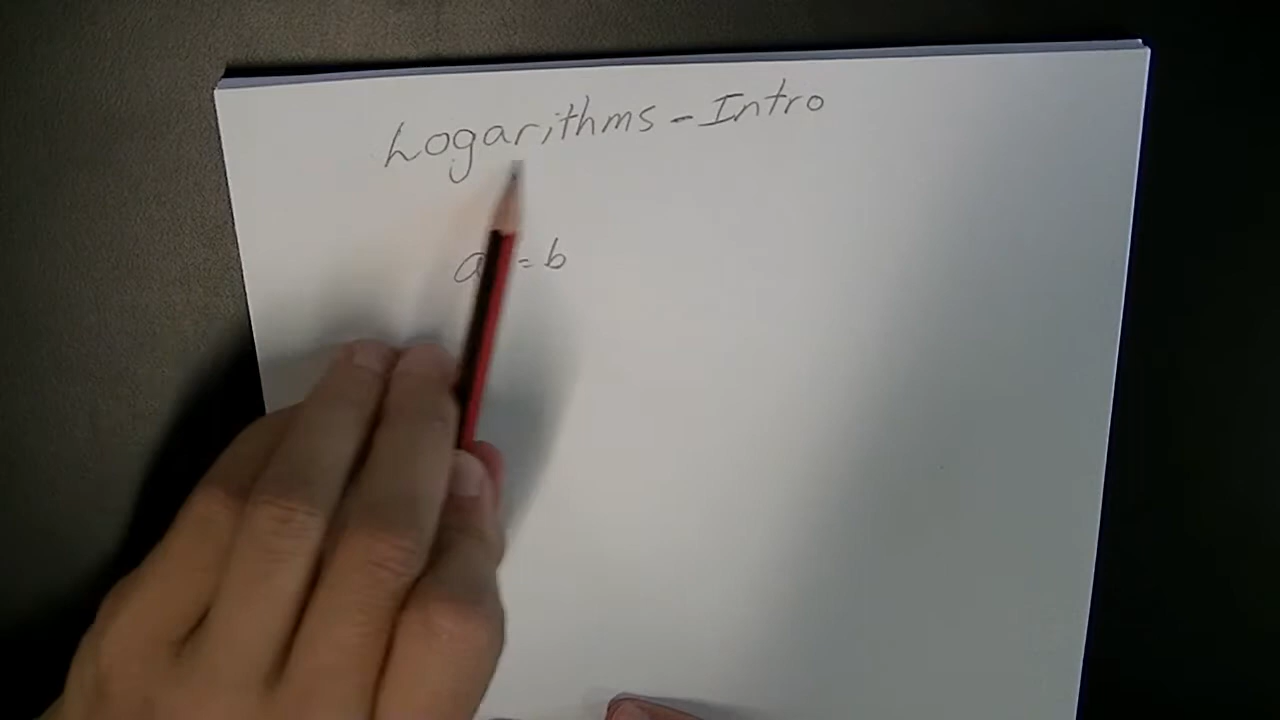 Logarithms - Intro
a = b